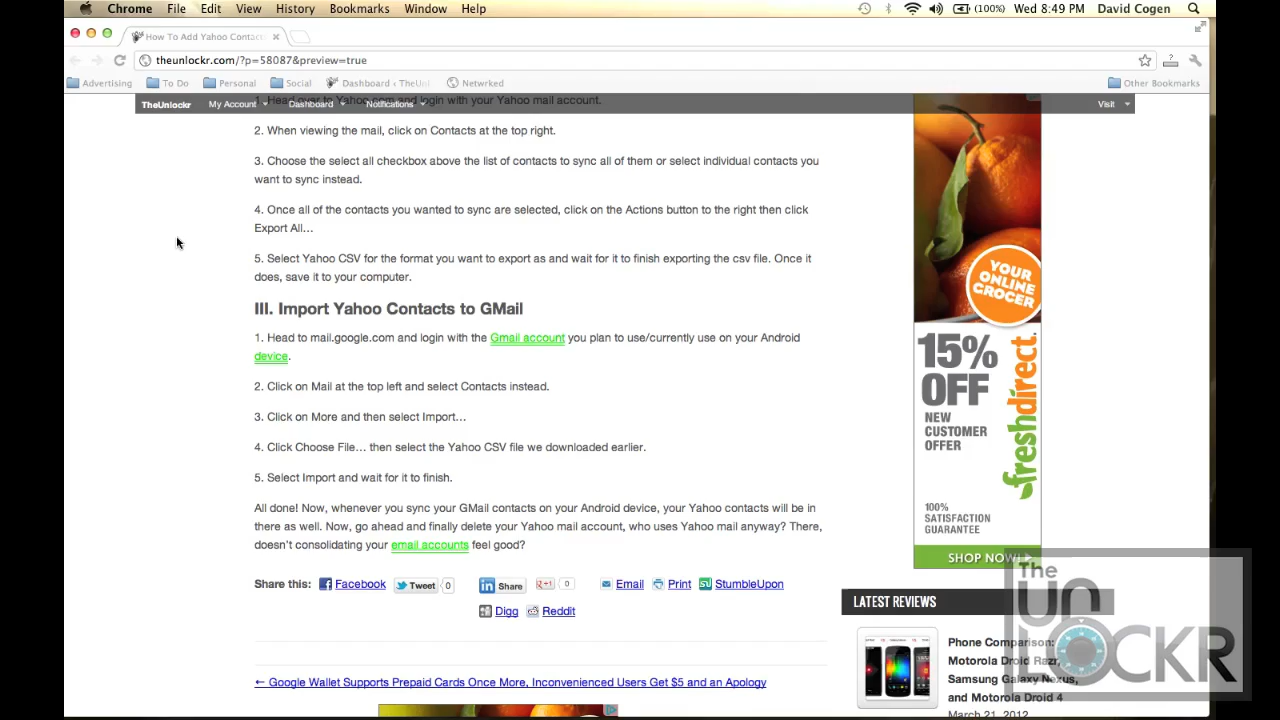 Chrome File Edit View History Bookmarks Window Help (100%) Wed 8:49 PM David Cogen
How To Add Yahoo Contac
theunlockr.com/?p=58087&preview=true
Advertising To Do Personal Social Dashboard ‹ TheUnl Netwrked Other Bookmarks
TheUnlockr My Account Dashboard Notifications Visit
1. Head over to Yahoo.com and login with your Yahoo mail account.
2. When viewing the mail, click on Contacts at the top right.
3. Choose the select all checkbox above the list of contacts to sync all of them or select individual contacts you
want to sync instead.
4. Once all of the contacts you wanted to sync are selected, click on the Actions button to the right then click
Export All…
5. Select Yahoo CSV for the format you want to export as and wait for it to finish exporting the csv file. Once it
does, save it to your computer.
III. Import Yahoo Contacts to GMail
1. Head to mail.google.com and login with the Gmail account you plan to use/currently use on your Android
device.
2. Click on Mail at the top left and select Contacts instead.
3. Click on More and then select Import…
4. Click Choose File… then select the Yahoo CSV file we downloaded earlier.
5. Select Import and wait for it to finish.
All done! Now, whenever you sync your GMail contacts on your Android device, your Yahoo contacts will be in
there as well. Now, go ahead and finally delete your Yahoo mail account, who uses Yahoo mail anyway? There,
doesn't consolidating your email accounts feel good?
Share this: Facebook Tweet 0 Share +1 0 Email Print StumbleUpon
Digg Reddit
← Google Wallet Supports Prepaid Cards Once More, Inconvenienced Users Get $5 and an Apology
YOUR
ONLINE
GROCER
15%
OFF
NEW
CUSTOMER
OFFER
freshdirect.
100%
SATISFACTION
GUARANTEE
SHOP NOW!
LATEST REVIEWS
Phone Comparison:
Motorola Droid Razr,
Samsung Galaxy Nexus,
and Motorola Droid 4
March 21, 2012
The
UNLOCKR